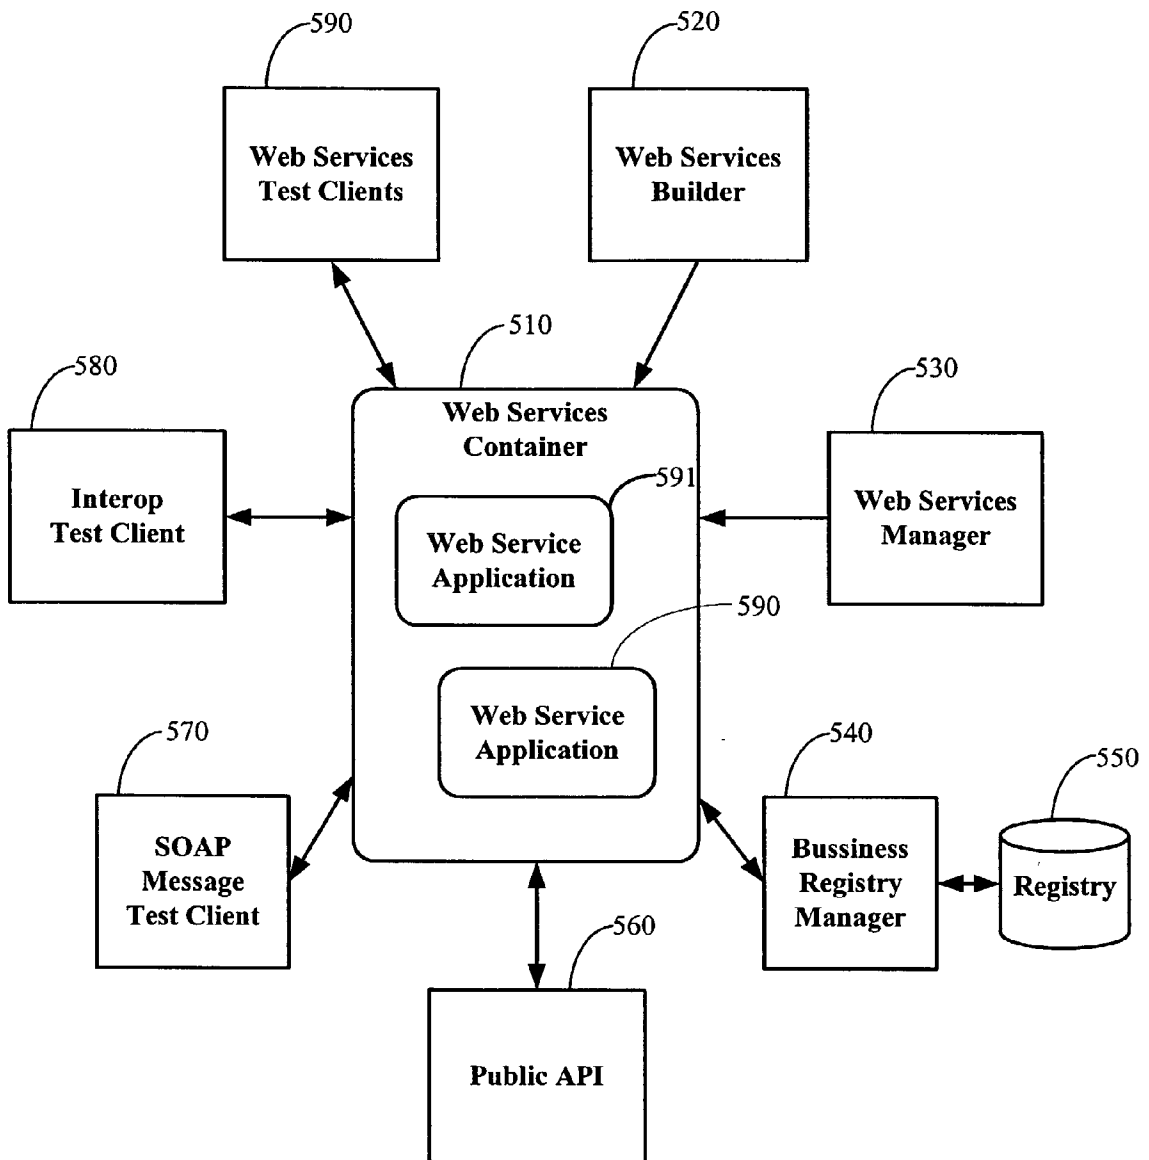 590
520
Web Services
Test Clients
Web Services
Builder
510
580
530
Web Services
Container
591
Interop
Test Client
Web Services
Manager
Web Service
Application
590
Web Service
Application
570
540
550
SOAP
Message
Test Client
Bussiness
Registry
Manager
Registry
560
Public API